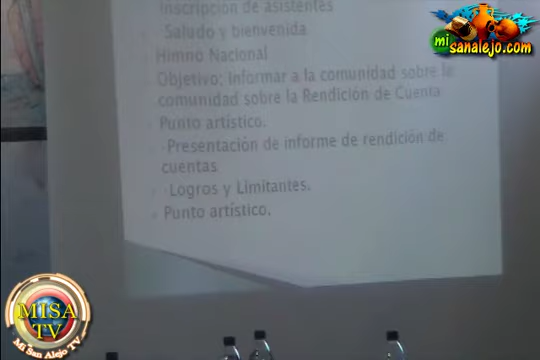 Inscripción de asistentes
·Saludo y bienvenida
Himno Nacional
Objetivo: Informar a la comunidad sobre la
comunidad sobre la Rendición de Cuenta
Punto artístico.
·Presentación de informe de rendición de
cuentas
·Logros y Limitantes.
Punto artístico.
mi
sanalejo.com
MISA
TV
Mi San Alejo TV